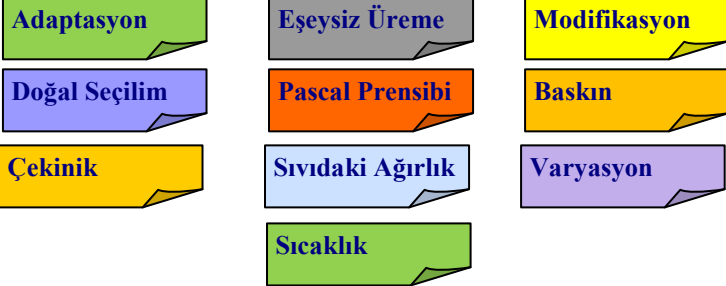 Adaptasyon
Eşeysiz Üreme
Modifikasyon
Doğal Seçilim
Pascal Prensibi
Baskın
Çekinik
Sıvıdaki Ağırlık
Varyasyon
Sıcaklık